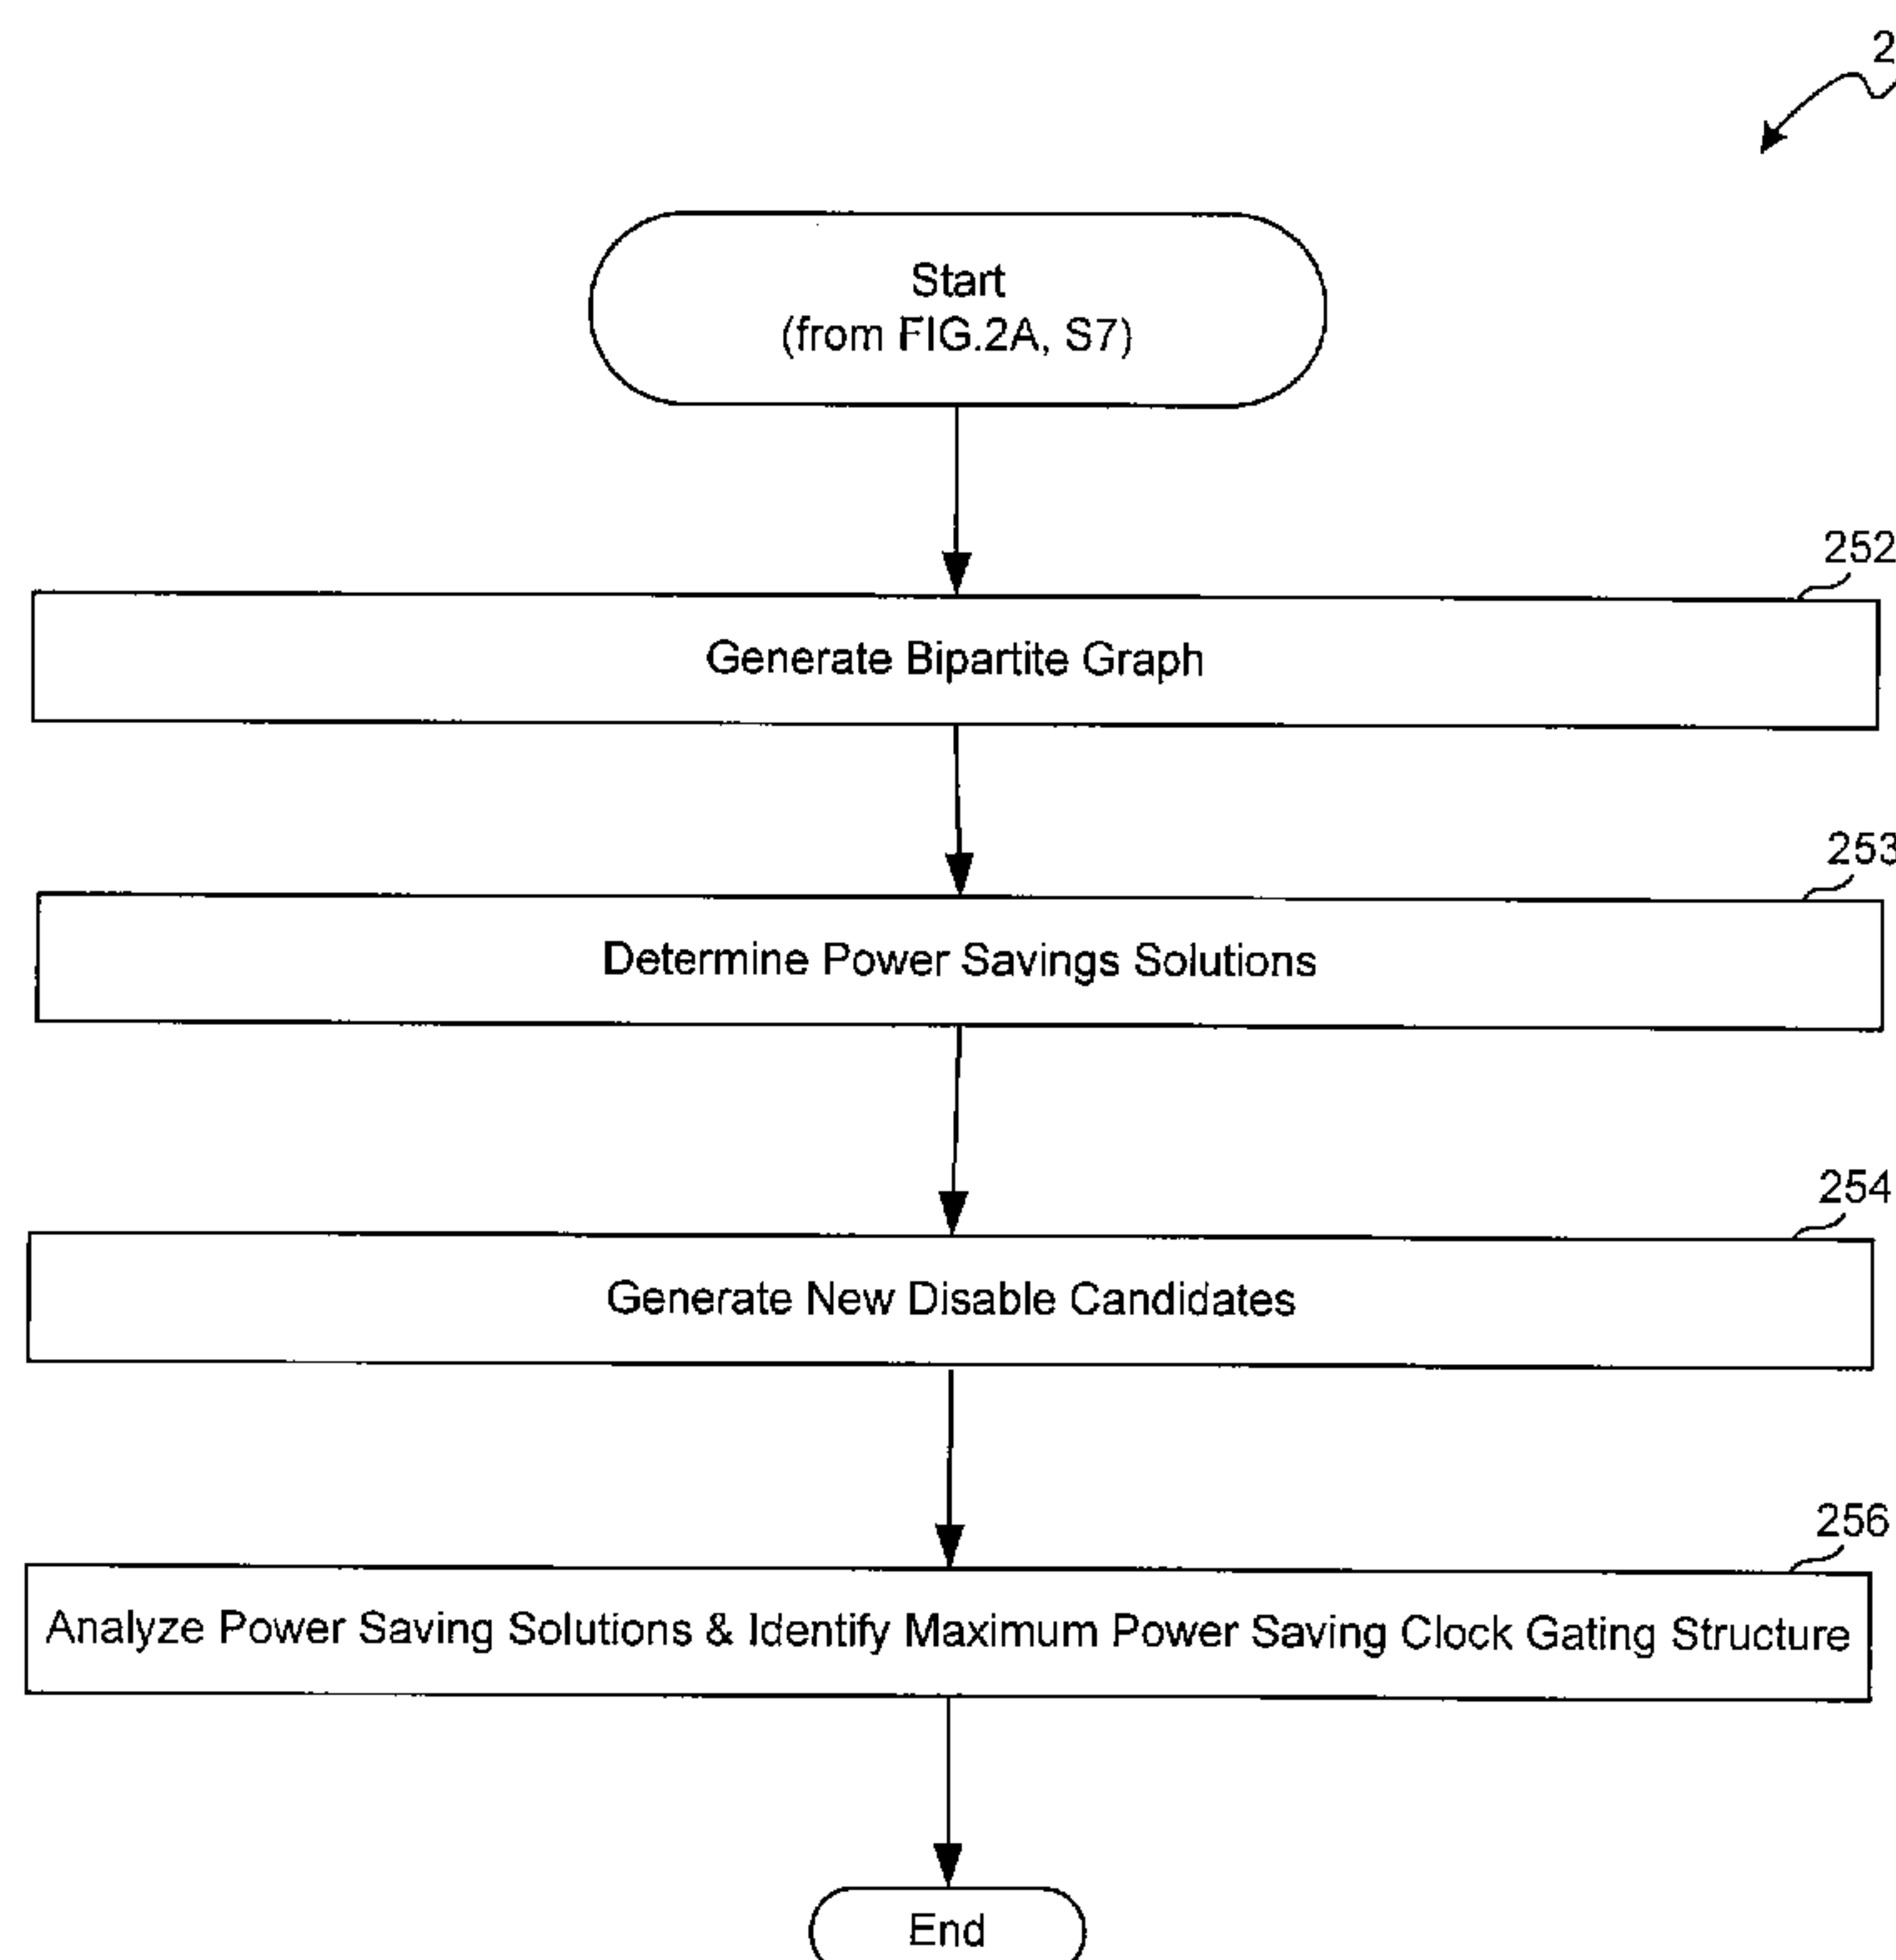 2
Start
(from FIG.2A, S7)
252
Generate Bipartite Graph
253
Determine Power Savings Solutions
254
Generate New Disable Candidates
256
Analyze Power Saving Solutions & Identify Maximum Power Saving Clock Gating Structure
End